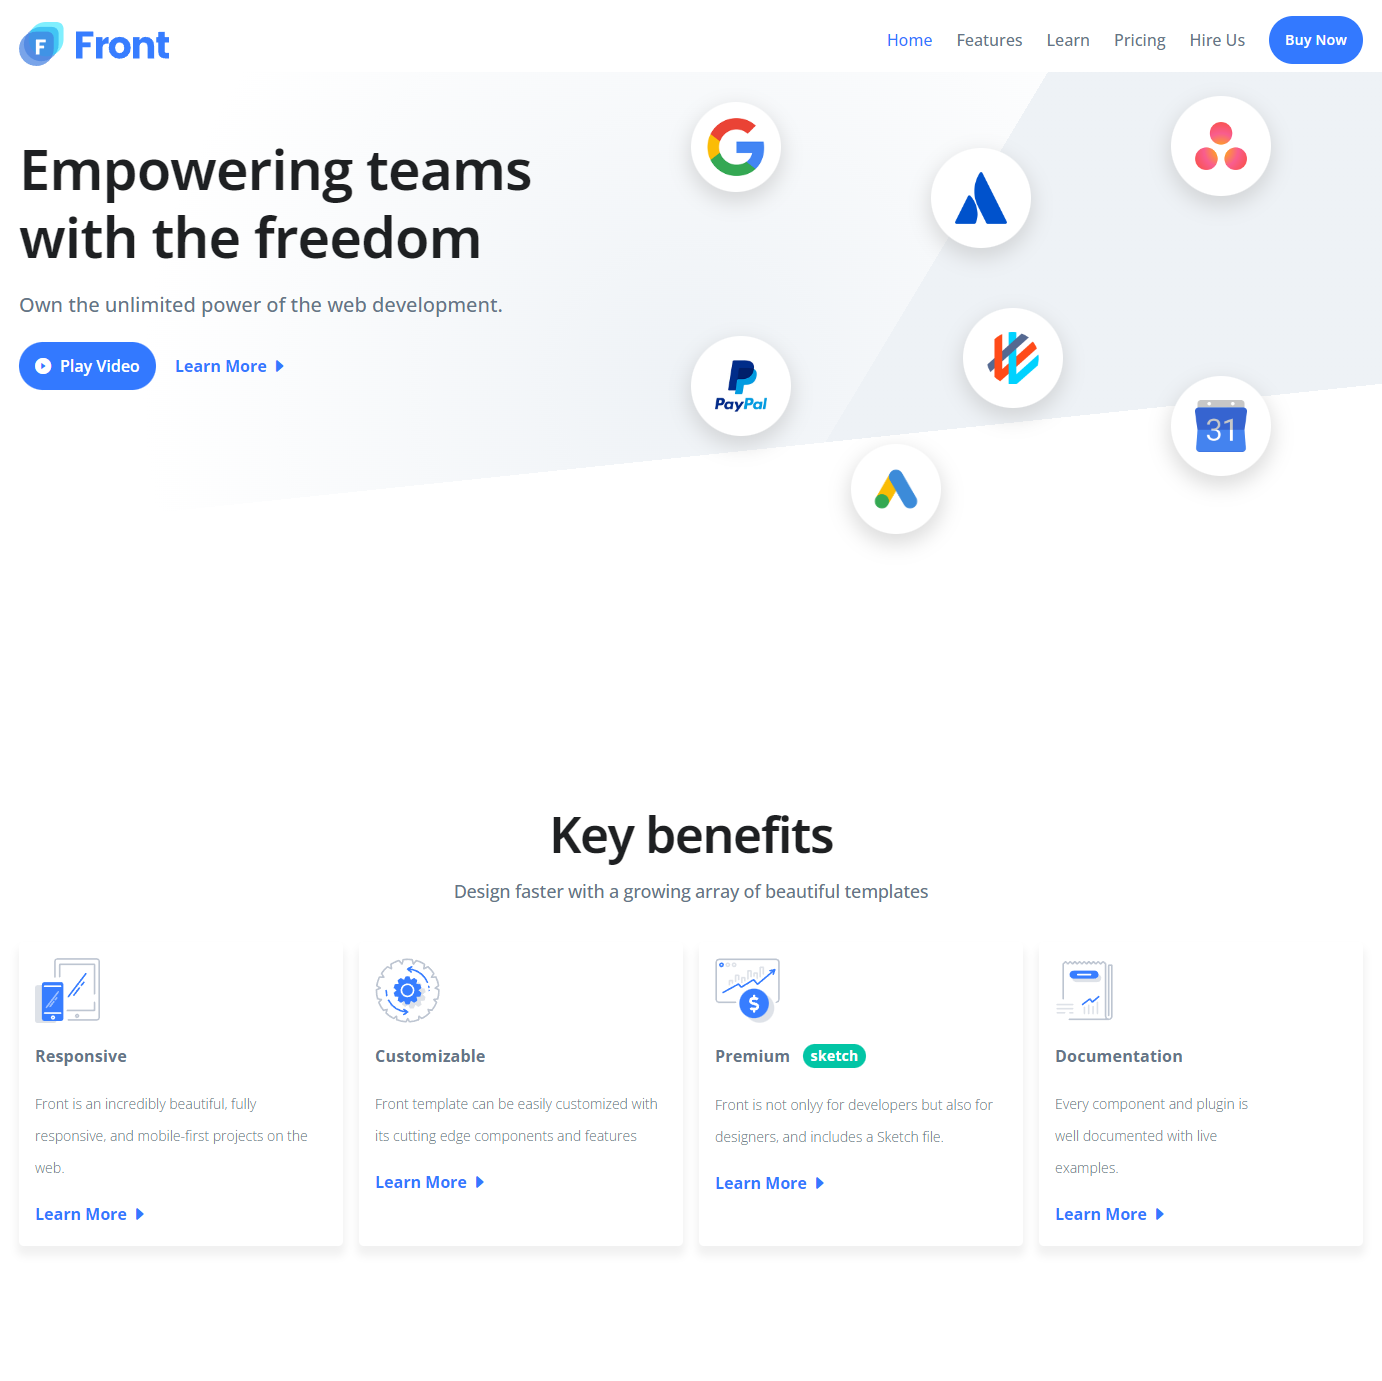 F Front
Home Features Learn Pricing Hire Us Buy Now
Empowering teams
with the freedom
Own the unlimited power of the web development.
Play Video Learn More
PayPal
31
Key benefits
Design faster with a growing array of beautiful templates
$
Responsive
Front is an incredibly beautiful, fully
responsive, and mobile-first projects on the
web.
Learn More
Customizable
Front template can be easily customized with
its cutting edge components and features
Learn More
Premium sketch
Front is not onlyy for developers but also for
designers, and includes a Sketch file.
Learn More
Documentation
Every component and plugin is
well documented with live
examples.
Learn More